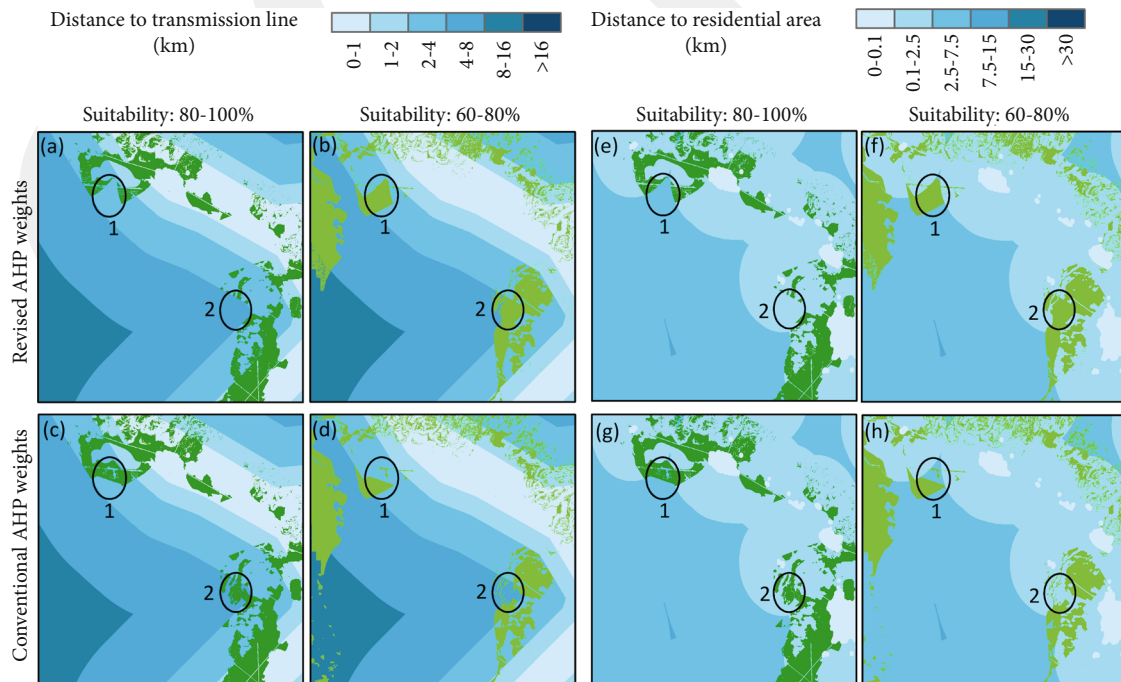 Distance to transmission line
(km)
0-1
1-2
2-4
4-8
8-16
>16
Distance to residential area
(km)
0-0.1
0.1-2.5
2.5-7.5
7.5-15
15-30
>30
Suitability: 80-100%
Suitability: 60-80%
Suitability: 80-100%
Suitability: 60-80%
Revised AHP weights
(a)
1
2
(b)
1
2
(e)
1
2
(f)
1
2
Conventional AHP weights
(c)
1
2
(d)
1
2
(g)
1
2
(h)
1
2